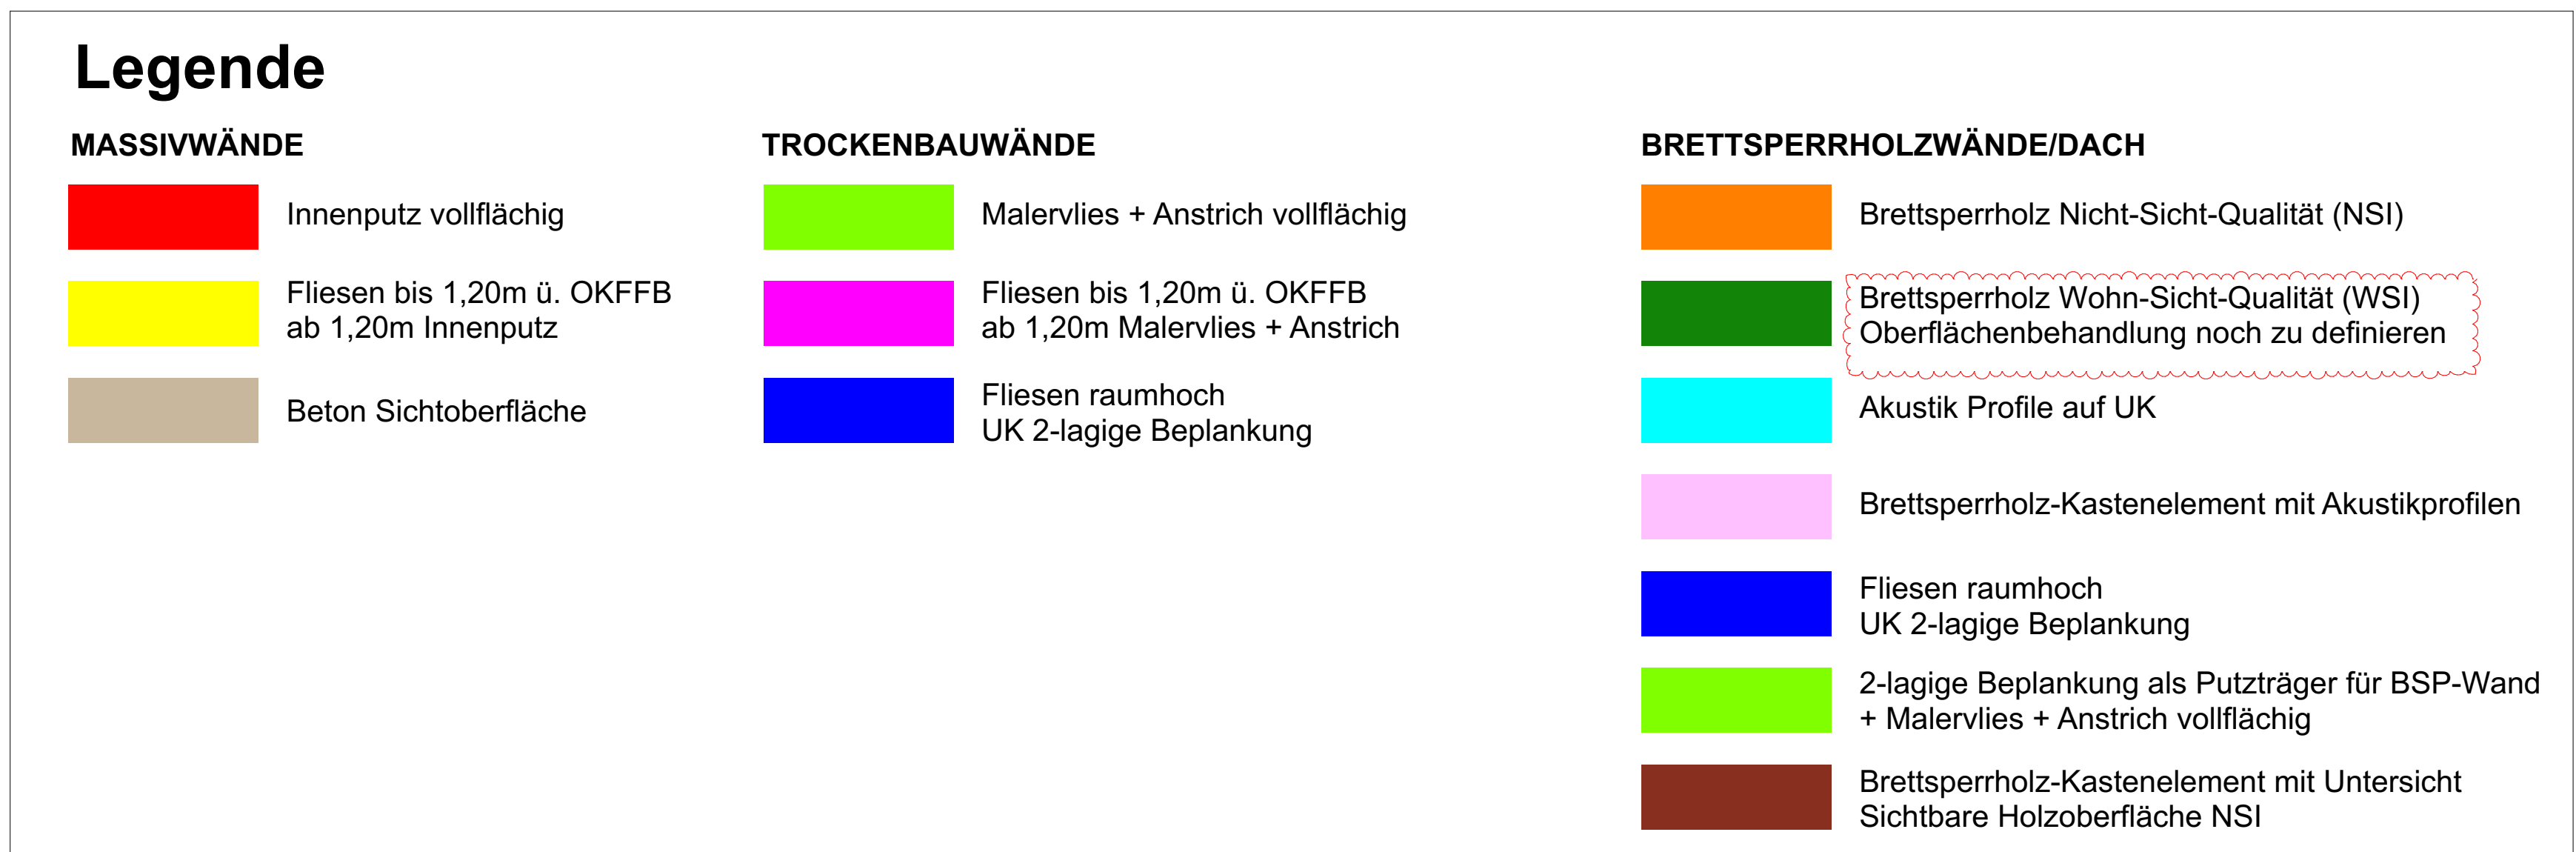 Legende
MASSIVWÄNDE
Innenputz vollflächig
Fliesen bis 1,20m ü. OKFFB
ab 1,20m Innenputz
Beton Sichtoberfläche
TROCKENBAUWÄNDE
Malervlies + Anstrich vollflächig
Fliesen bis 1,20m ü. OKFFB
ab 1,20m Malervlies + Anstrich
Fliesen raumhoch
UK 2-lagige Beplankung
BRETTSPERRHOLZWÄNDE/DACH
Brettsperrholz Nicht-Sicht-Qualität (NSI)
Brettsperrholz Wohn-Sicht-Qualität (WSI)
Oberflächenbehandlung noch zu definieren
Akustik Profile auf UK
Brettsperrholz-Kastenelement mit Akustikprofilen
Fliesen raumhoch
UK 2-lagige Beplankung
2-lagige Beplankung als Putzträger für BSP-Wand
+ Malervlies + Anstrich vollflächig
Brettsperrholz-Kastenelement mit Untersicht
Sichtbare Holzoberfläche NSI